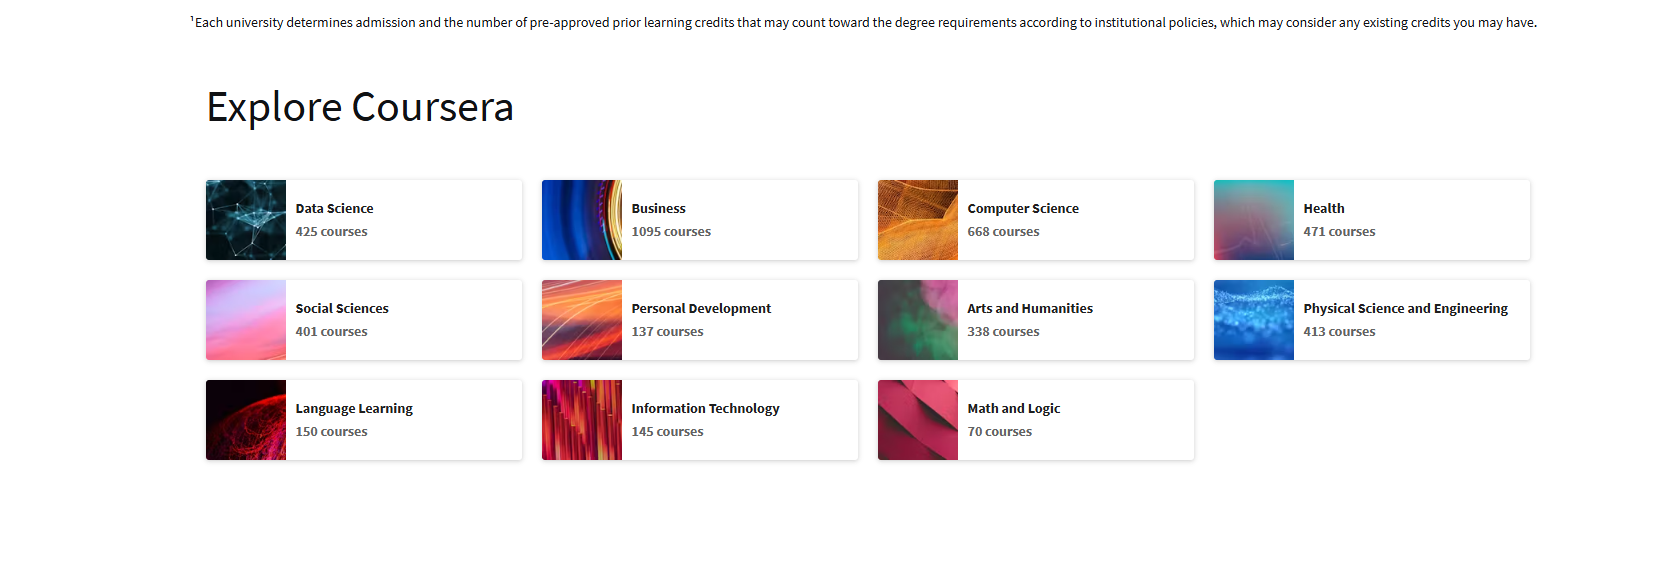 ¹Each university determines admission and the number of pre-approved prior learning credits that may count toward the degree requirements according to institutional policies, which may consider any existing credits you may have.
Explore Coursera
Data Science
425 courses
Business
1095 courses
Computer Science
668 courses
Health
471 courses
Social Sciences
401 courses
Personal Development
137 courses
Arts and Humanities
338 courses
Physical Science and Engineering
413 courses
Language Learning
150 courses
Information Technology
145 courses
Math and Logic
70 courses